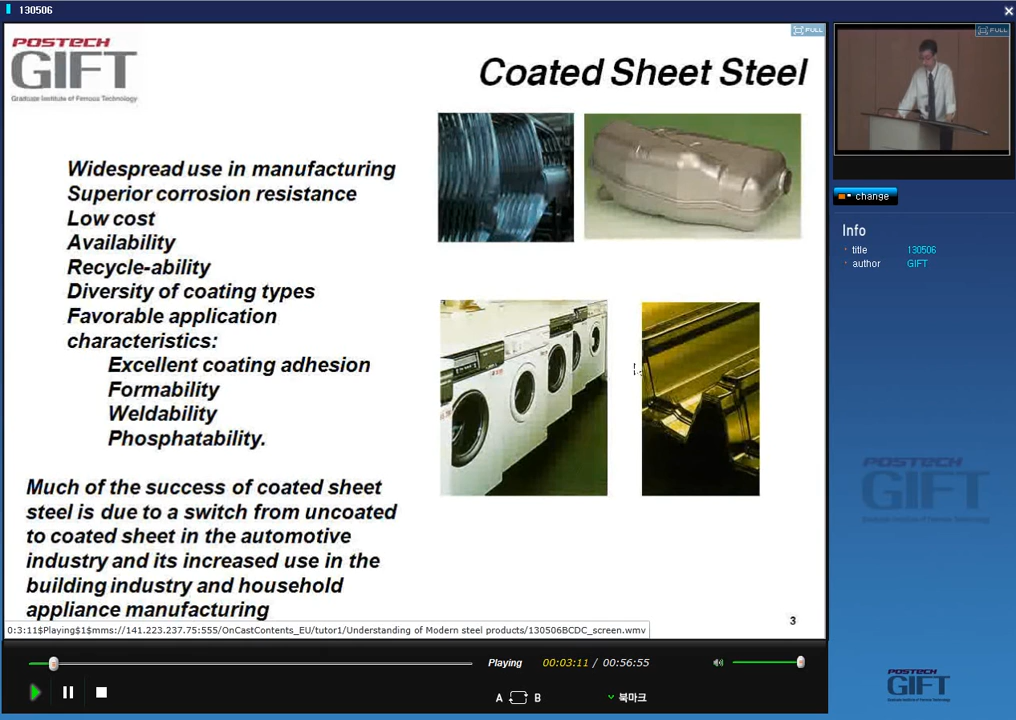 130506
POSTECH
GIFT
Graduate Institute of Ferrous Technology
Coated Sheet Steel
FULL
FULL
Widespread use in manufacturing
Superior corrosion resistance
Low cost
Availability
Recycle-ability
Diversity of coating types
Favorable application
characteristics:
Excellent coating adhesion
Formability
Weldability
Phosphatability.
Much of the success of coated sheet
steel is due to a switch from uncoated
to coated sheet in the automotive
industry and its increased use in the
building industry and household
appliance manufacturing
3
0:3:11$Playing$1$mms://141.223.237.75:555/OnCastContents_EU/tutor1/Understanding of Modern steel products/130506BCDC_screen.wmv
change
Info
title 130506
author GIFT
POSTECH
GIFT
Graduate Institute of Ferrous Technology
Playing 00:03:11 / 00:56:55
A B
북마크
POSTECH
GIFT